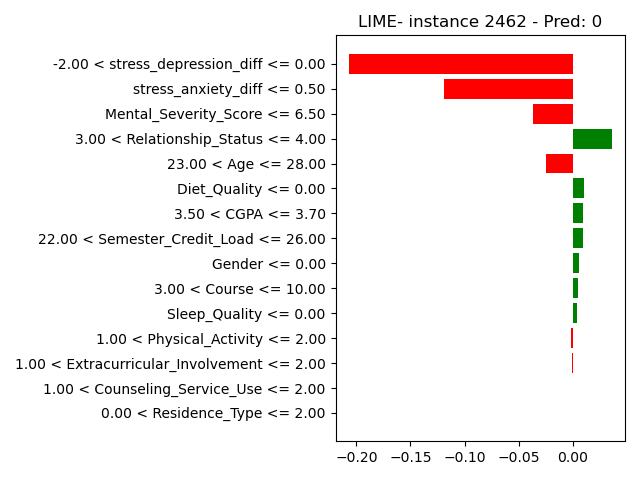 LIME- instance 2462 - Pred: 0
-2.00 < stress_depression_diff <= 0.00
stress_anxiety_diff <= 0.50
Mental_Severity_Score <= 6.50
3.00 < Relationship_Status <= 4.00
23.00 < Age <= 28.00
Diet_Quality <= 0.00
3.50 < CGPA <= 3.70
22.00 < Semester_Credit_Load <= 26.00
Gender <= 0.00
3.00 < Course <= 10.00
Sleep_Quality <= 0.00
1.00 < Physical_Activity <= 2.00
1.00 < Extracurricular_Involvement <= 2.00
1.00 < Counseling_Service_Use <= 2.00
0.00 < Residence_Type <= 2.00
−0.20 −0.15 −0.10 −0.05 0.00